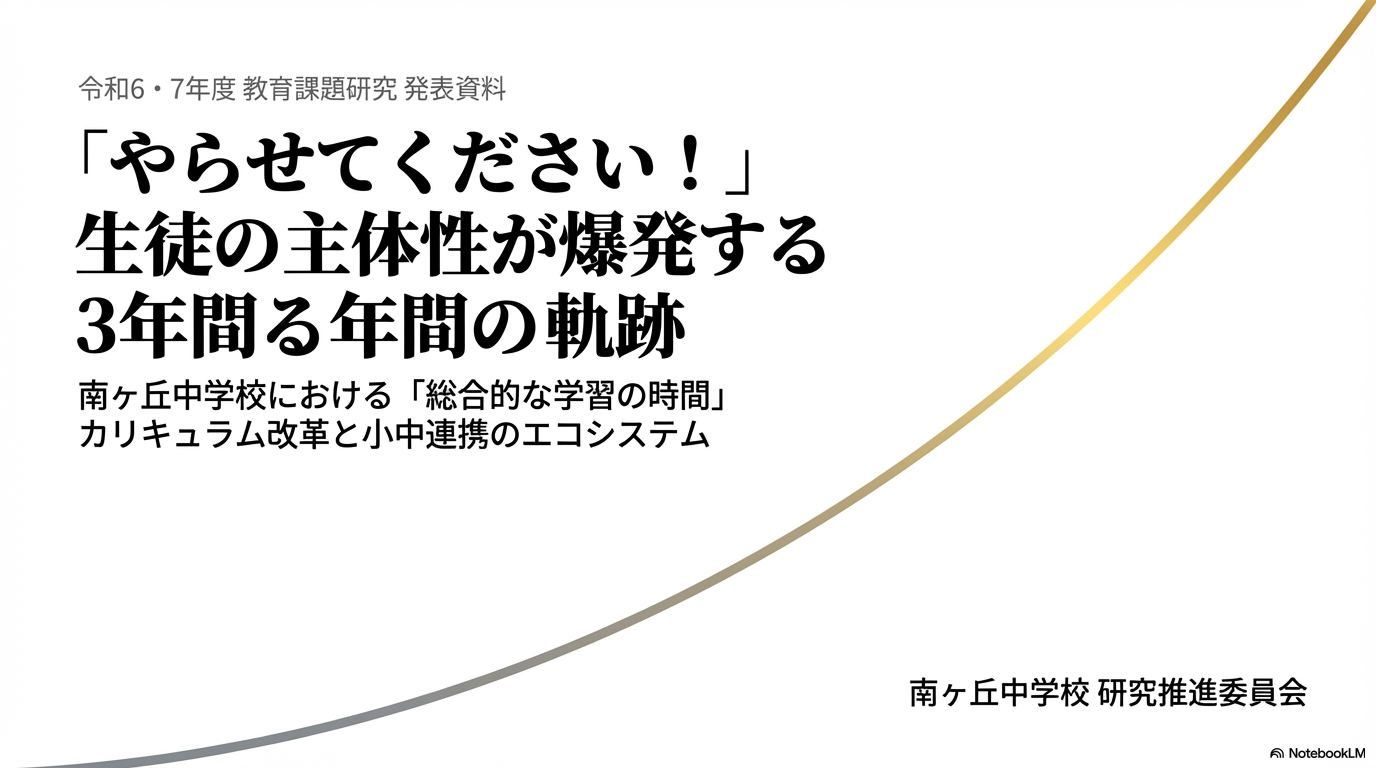 令和6・7年度 教育課題研究 発表資料
「やらせてください！」
生徒の主体性が爆発する
3年間る年間の軌跡
南ヶ丘中学校における「総合的な学習の時間」
カリキュラム改革と小中連携のエコシステム
南ヶ丘中学校 研究推進委員会
NotebookLM